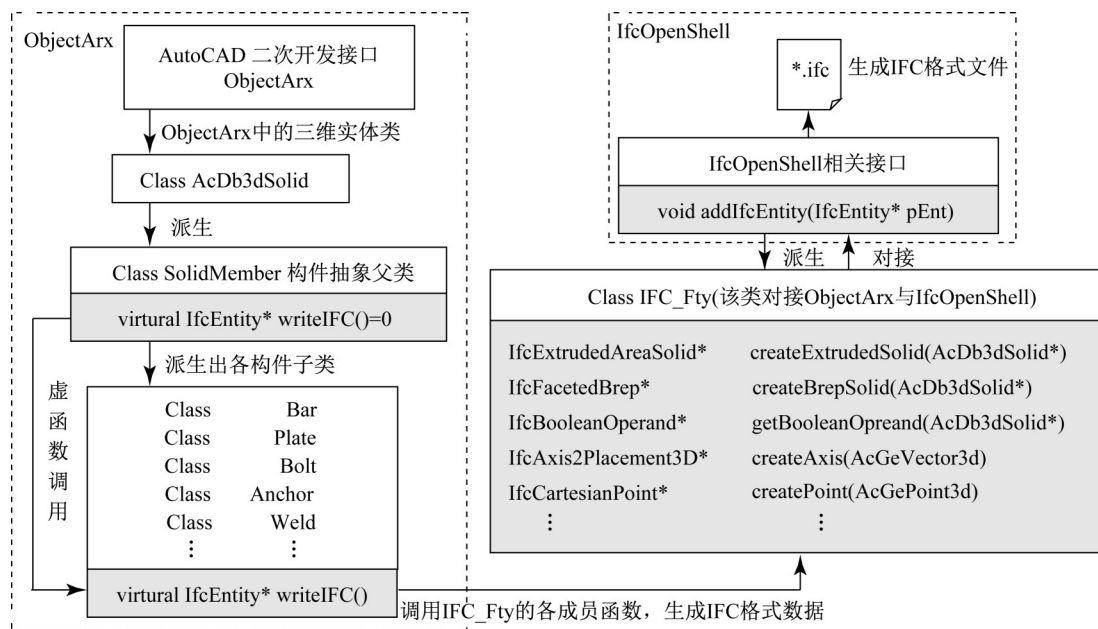 ObjectArx
AutoCAD 二次开发接口
ObjectArx
ObjectArx中的三维实体类
Class AcDb3dSolid
派生
Class SolidMember 构件抽象父类
virtural IfcEntity* writeIFC()=0
派生出各构件子类
虚函数调用
Class Bar
Class Plate
Class Bolt
Class Anchor
Class Weld
⋮ ⋮
virtural IfcEntity* writeIFC()
调用IFC_Fty的各成员函数，生成IFC格式数据
IfcOpenShell
*.ifc
生成IFC格式文件
IfcOpenShell相关接口
void addIfcEntity(IfcEntity* pEnt)
派生 对接
Class IFC_Fty(该类对接ObjectArx与IfcOpenShell)
IfcExtrudedAreaSolid* createExtrudedSolid(AcDb3dSolid*)
IfcFacetedBrep* createBrepSolid(AcDb3dSolid*)
IfcBooleanOperand* getBooleanOpreand(AcDb3dSolid*)
IfcAxis2Placement3D* createAxis(AcGeVector3d)
IfcCartesianPoint* createPoint(AcGePoint3d)
⋮ ⋮